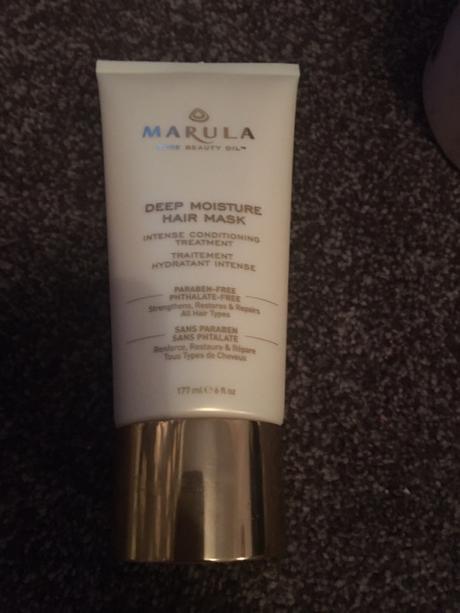 MARULA
PURE BEAUTY OIL™
DEEP MOISTURE
HAIR MASK
INTENSE CONDITIONING
TREATMENT
TRAITEMENT
HYDRATANT INTENSE
PARABEN-FREE
PHTHALATE-FREE
Strengthens, Restores & Repairs
All Hair Types
SANS PARABEN
SANS PHTALATE
Renforce, Restaure & Répare
Tous Types de Cheveux
177 ml ℮ 6 fl oz